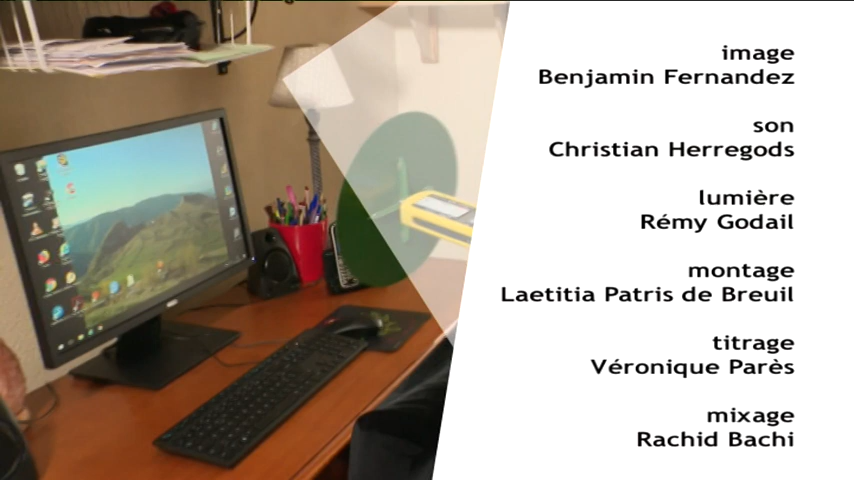 image
Benjamin Fernandez
son
Christian Herregods
lumière
Rémy Godail
montage
Laetitia Patris de Breuil
titrage
Véronique Parès
mixage
Rachid Bachi